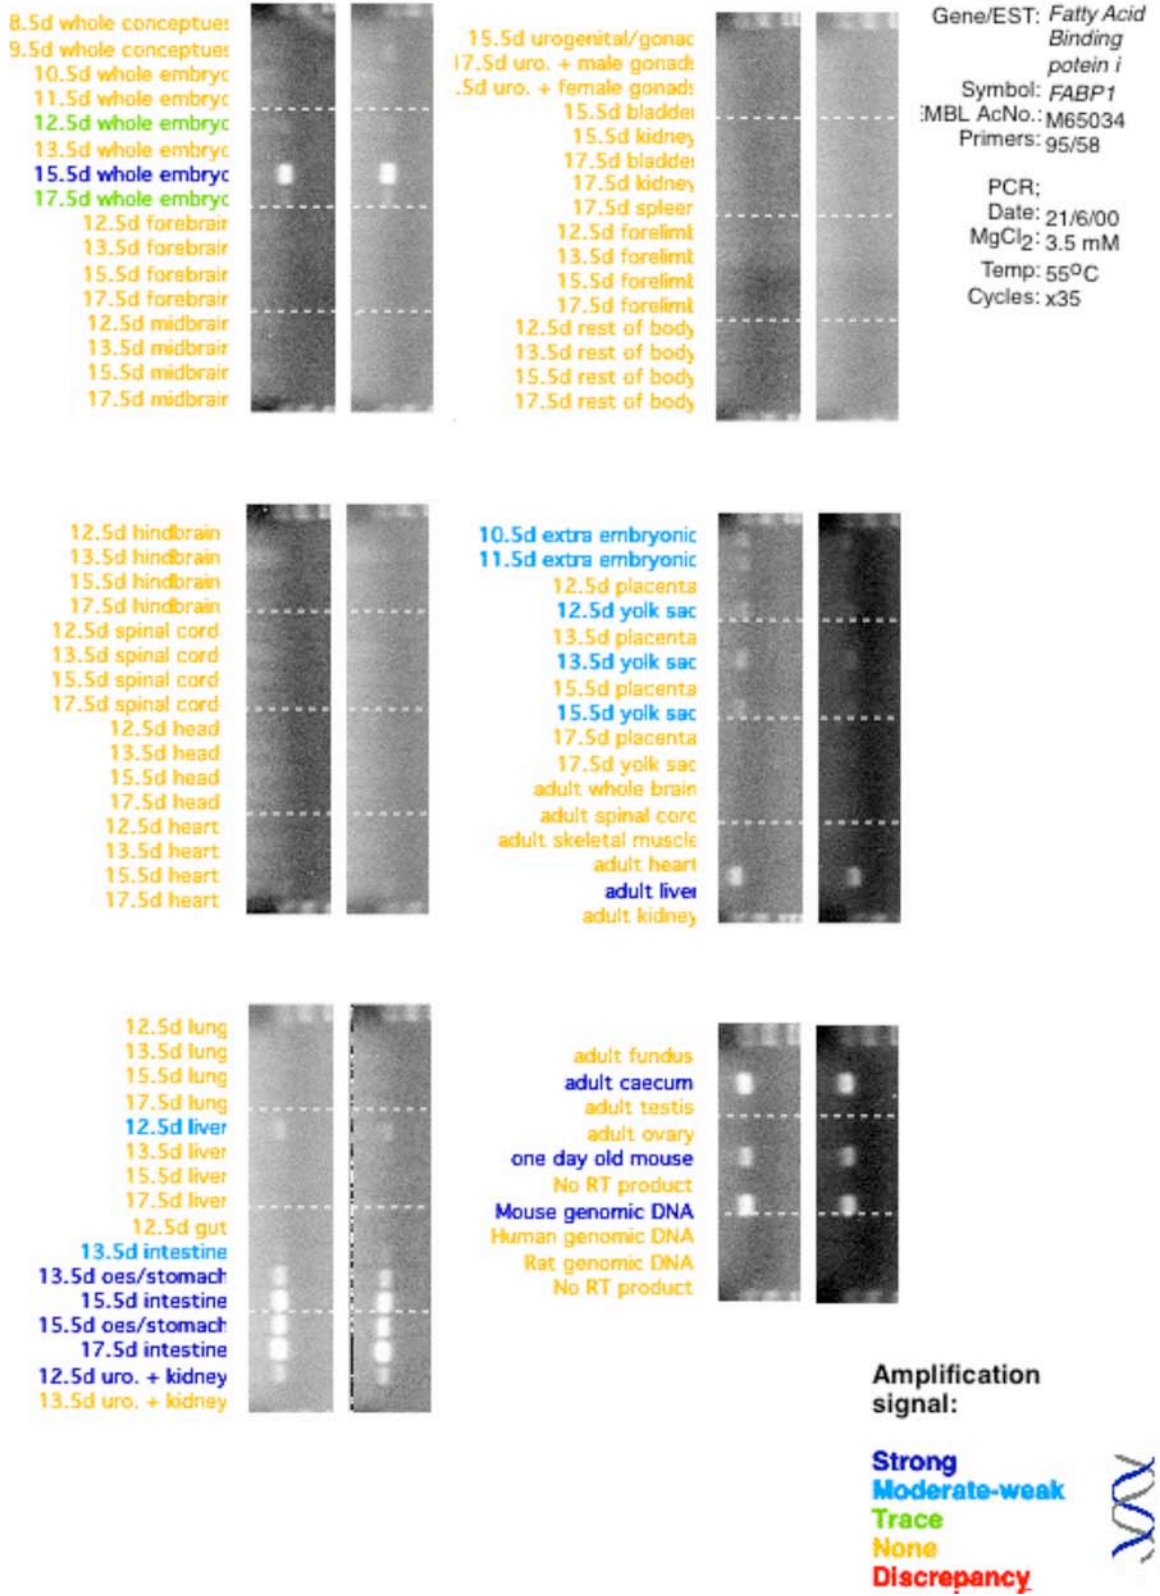 8.5d whole conceptues
9.5d whole conceptues
10.5d whole embryo
11.5d whole embryo
12.5d whole embryo
13.5d whole embryo
15.5d whole embryo
17.5d whole embryo
12.5d forebrain
13.5d forebrain
15.5d forebrain
17.5d forebrain
12.5d midbrain
13.5d midbrain
15.5d midbrain
17.5d midbrain
15.5d urogenital/gonad
17.5d uro. + male gonads
.5d uro. + female gonads
15.5d bladder
15.5d kidney
17.5d bladder
17.5d kidney
17.5d spleen
12.5d forelimb
13.5d forelimb
15.5d forelimb
17.5d forelimb
12.5d rest of body
13.5d rest of body
15.5d rest of body
17.5d rest of body
Gene/EST: Fatty Acid
Binding
potein i
Symbol: FABP1
EMBL AcNo.: M65034
Primers: 95/58
PCR;
Date: 21/6/00
MgCl2: 3.5 mM
Temp: 55°C
Cycles: x35
12.5d hindbrain
13.5d hindbrain
15.5d hindbrain
17.5d hindbrain
12.5d spinal cord
13.5d spinal cord
15.5d spinal cord
17.5d spinal cord
12.5d head
13.5d head
15.5d head
17.5d head
12.5d heart
13.5d heart
15.5d heart
17.5d heart
10.5d extra embryonic
11.5d extra embryonic
12.5d placenta
12.5d yolk sac
13.5d placenta
13.5d yolk sac
15.5d placenta
15.5d yolk sac
17.5d placenta
17.5d yolk sac
adult whole brain
adult spinal cord
adult skeletal muscle
adult heart
adult liver
adult kidney
12.5d lung
13.5d lung
15.5d lung
17.5d lung
12.5d liver
13.5d liver
15.5d liver
17.5d liver
12.5d gut
13.5d intestine
13.5d oes/stomach
15.5d intestine
15.5d oes/stomach
17.5d intestine
12.5d uro. + kidney
13.5d uro. + kidney
adult fundus
adult caecum
adult testis
adult ovary
one day old mouse
No RT product
Mouse genomic DNA
Human genomic DNA
Rat genomic DNA
No RT product
Amplification
signal:
Strong
Moderate-weak
Trace
None
Discrepancy